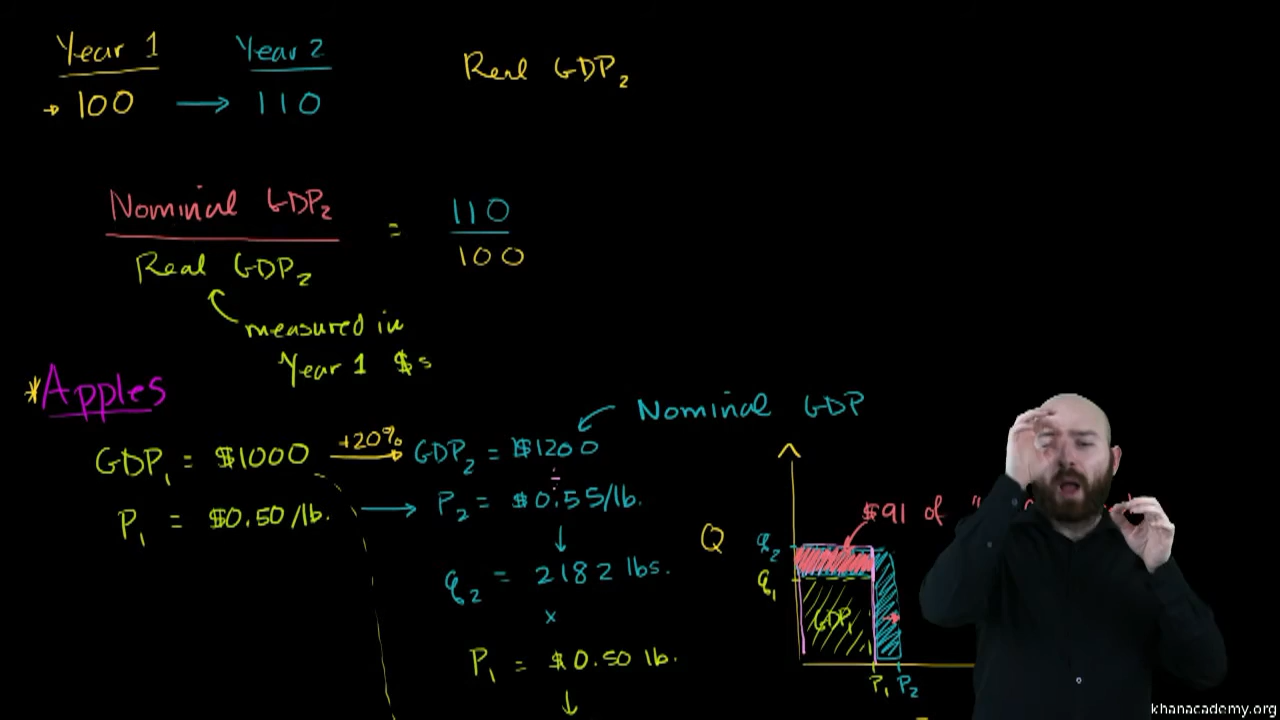 Year 1 Year 2
→ 100 → 110
Real GDP₂
Nominal GDP₂
Real GDP₂
= 110
100
measured in
Year 1 $s
*Apples
GDP₁ = $1000 +20% → GDP₂ = $1200
Nominal GDP
÷
P₁ = $0.50/lb. → P₂ = $0.55/lb.
q₂ = 2182 lbs.
x
P₁ = $0.50 lb.
$91 of "
Q
q₂
q₁
GDP₁
P₁ P₂
khanacademy.org